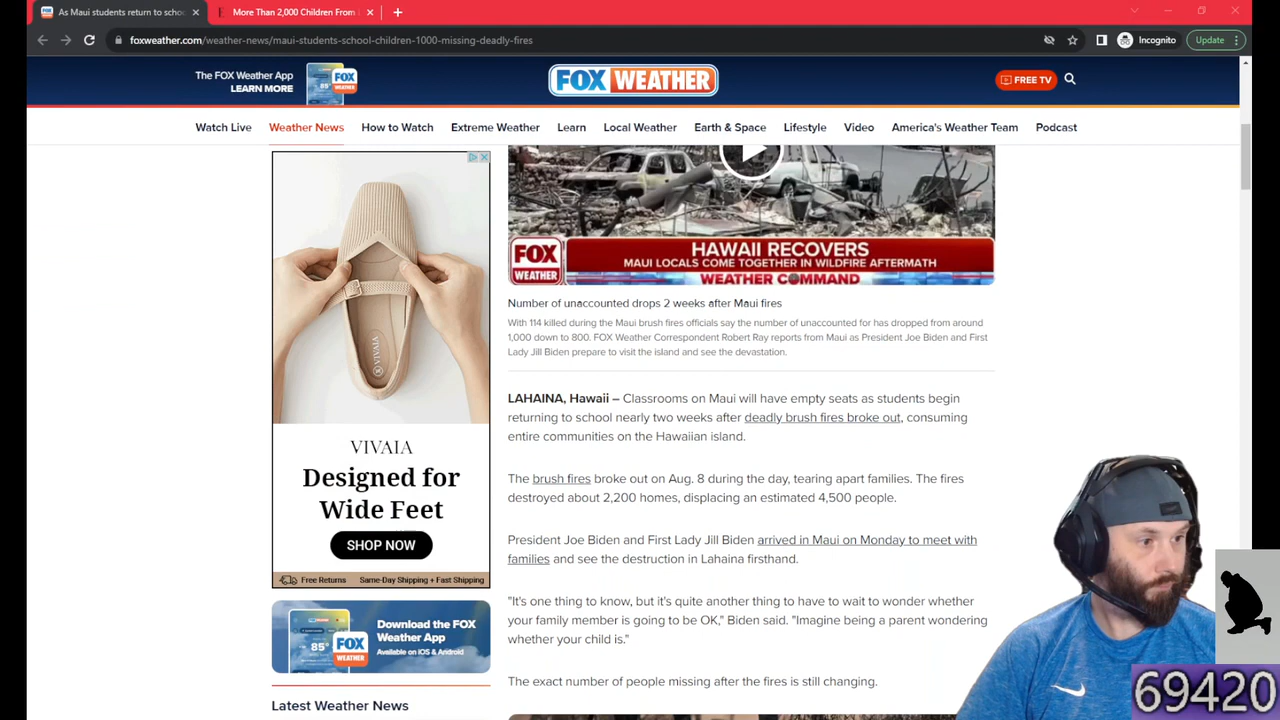 As Maui students return to schoo
More Than 2,000 Children From
foxweather.com/weather-news/maui-students-school-children-1000-missing-deadly-fires
Incognito
Update
The FOX Weather App
LEARN MORE
85°
FOX
WEATHER
FOX WEATHER
FREE TV
Watch Live
Weather News
How to Watch
Extreme Weather
Learn
Local Weather
Earth & Space
Lifestyle
Video
America's Weather Team
Podcast
VIVAIA
VIVAIA
Designed for
Wide Feet
SHOP NOW
Free Returns
Same-Day Shipping + Fast Shipping
85°
FOX
WEATHER
Download the FOX
Weather App
Available on iOS & Android
Latest Weather News
FOX
WEATHER
HAWAII RECOVERS
MAUI LOCALS COME TOGETHER IN WILDFIRE AFTERMATH
WEATHER COMMAND
Number of unaccounted drops 2 weeks after Maui fires
With 114 killed during the Maui brush fires officials say the number of unaccounted for has dropped from around
1,000 down to 800. FOX Weather Correspondent Robert Ray reports from Maui as President Joe Biden and First
Lady Jill Biden prepare to visit the island and see the devastation.
LAHAINA, Hawaii – Classrooms on Maui will have empty seats as students begin
returning to school nearly two weeks after deadly brush fires broke out, consuming
entire communities on the Hawaiian island.
The brush fires broke out on Aug. 8 during the day, tearing apart families. The fires
destroyed about 2,200 homes, displacing an estimated 4,500 people.
President Joe Biden and First Lady Jill Biden arrived in Maui on Monday to meet with
families and see the destruction in Lahaina firsthand.
"It's one thing to know, but it's quite another thing to have to wait to wonder whether
your family member is going to be OK," Biden said. "Imagine being a parent wondering
whether your child is."
The exact number of people missing after the fires is still changing.
69420